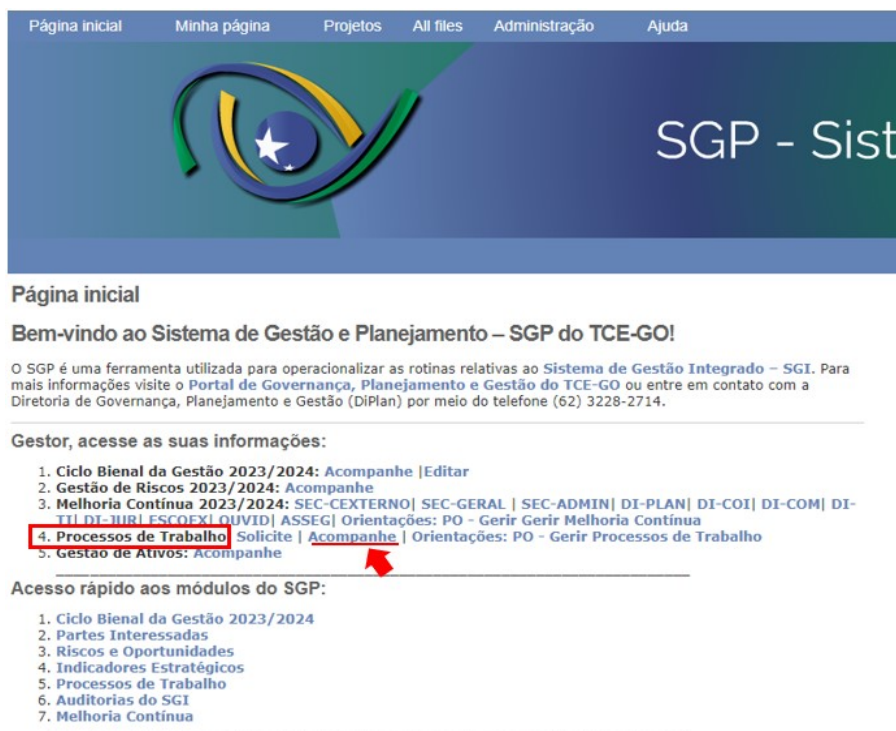 Página inicial Minha página Projetos All files Administração Ajuda
SGP - Sist
Página inicial
Bem-vindo ao Sistema de Gestão e Planejamento – SGP do TCE-GO!
O SGP é uma ferramenta utilizada para operacionalizar as rotinas relativas ao Sistema de Gestão Integrado – SGI. Para
mais informações visite o Portal de Governança, Planejamento e Gestão do TCE-GO ou entre em contato com a
Diretoria de Governança, Planejamento e Gestão (DiPlan) por meio do telefone (62) 3228-2714.
Gestor, acesse as suas informações:
1. Ciclo Bienal da Gestão 2023/2024: Acompanhe |Editar
2. Gestão de Riscos 2023/2024: Acompanhe
3. Melhoria Contínua 2023/2024: SEC-CEXTERNO| SEC-GERAL | SEC-ADMIN| DI-PLAN| DI-COI| DI-COM| DI-
TI| DI-JUR| ESCOEX| OUVID| ASSEG| Orientações: PO - Gerir Gerir Melhoria Contínua
4. Processos de Trabalho Solicite | Acompanhe | Orientações: PO - Gerir Processos de Trabalho
5. Gestão de Ativos: Acompanhe
Acesso rápido aos módulos do SGP:
1. Ciclo Bienal da Gestão 2023/2024
2. Partes Interessadas
3. Riscos e Oportunidades
4. Indicadores Estratégicos
5. Processos de Trabalho
6. Auditorias do SGI
7. Melhoria Contínua